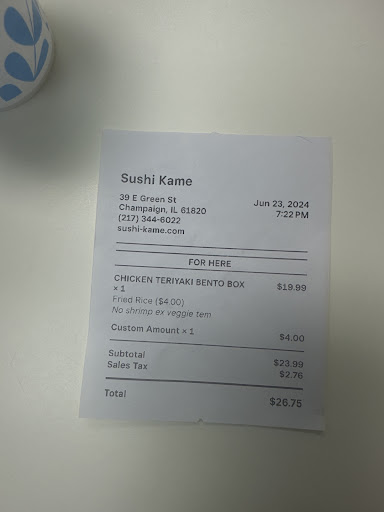 Sushi Kame
39 E Green St
Champaign, IL 61820
(217) 344-6022
sushi-kame.com
Jun 23, 2024
7:22 PM
FOR HERE
CHICKEN TERIYAKI BENTO BOX $19.99
× 1
Fried Rice ($4.00)
No shrimp ex veggie tem
Custom Amount × 1 $4.00
Subtotal $23.99
Sales Tax $2.76
Total $26.75